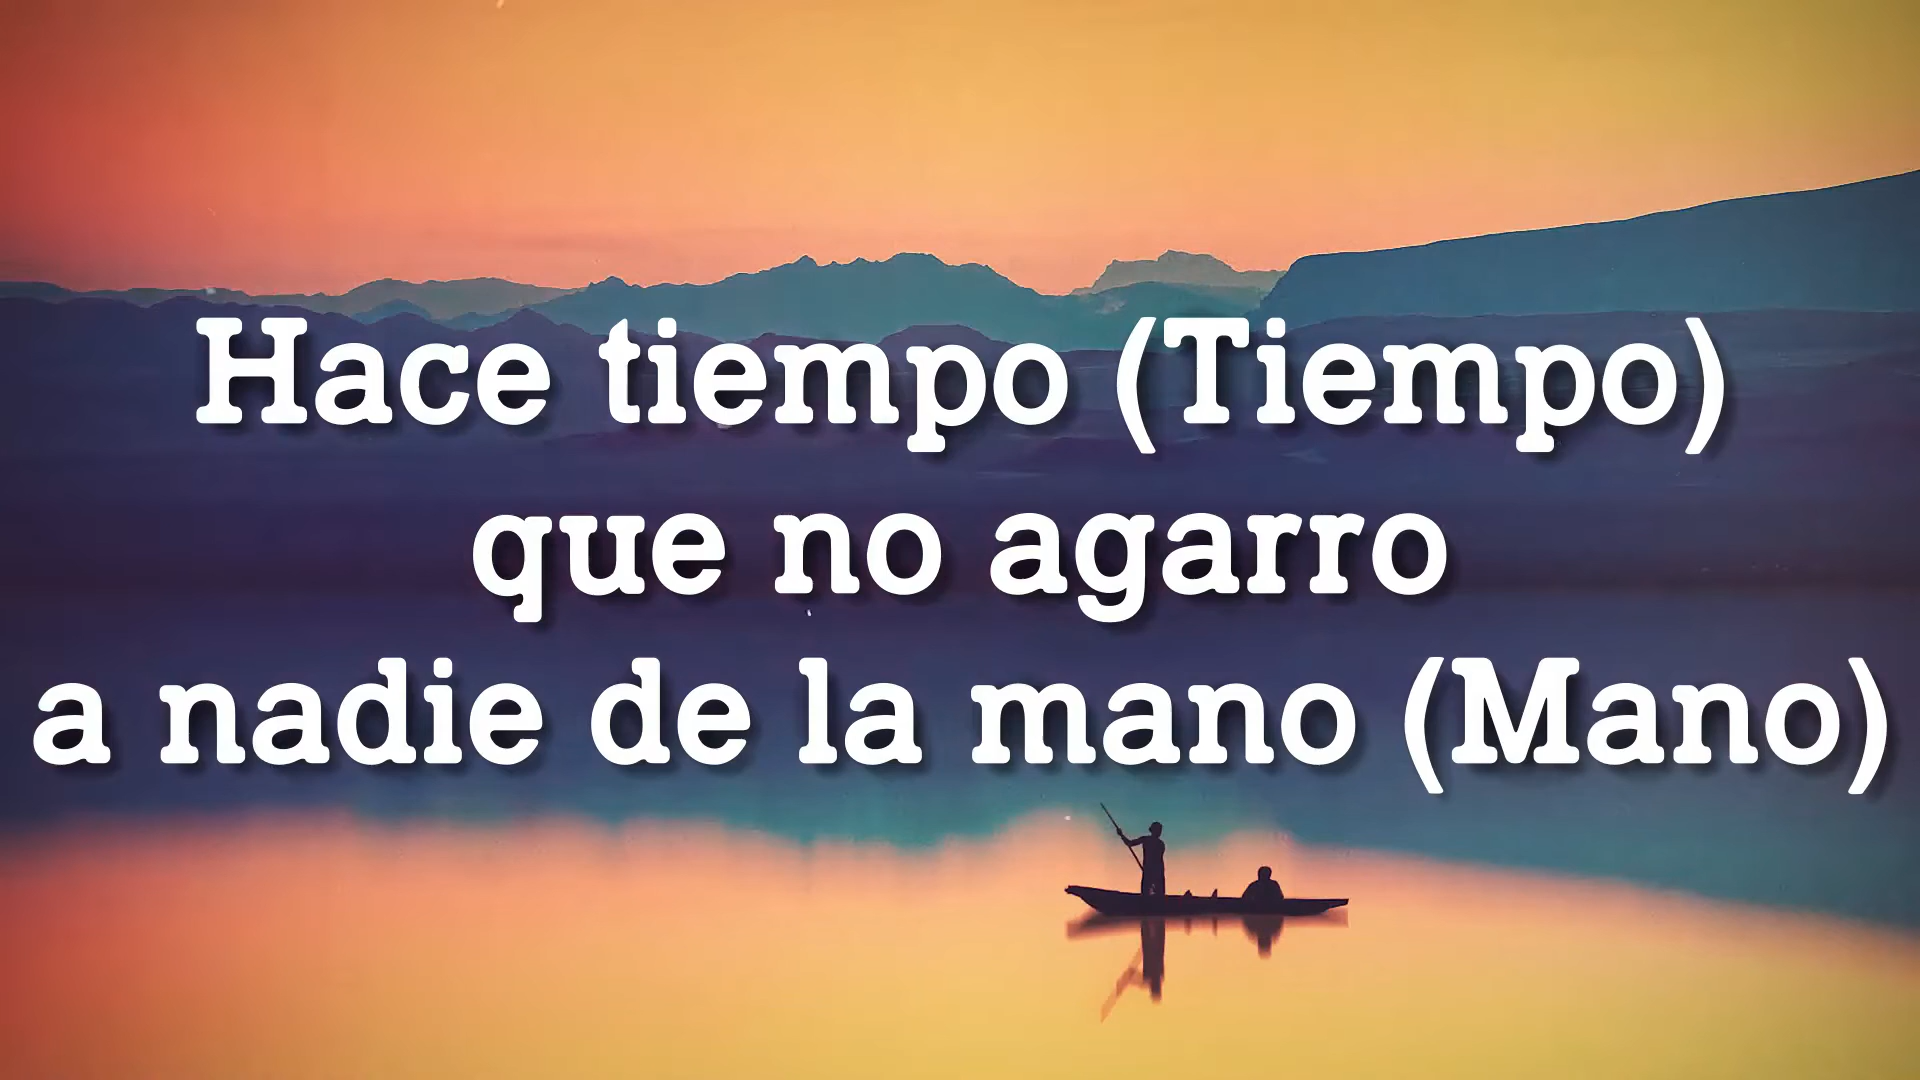 Hace tiempo (Tiempo)
que no agarro
a nadie de la mano (Mano)